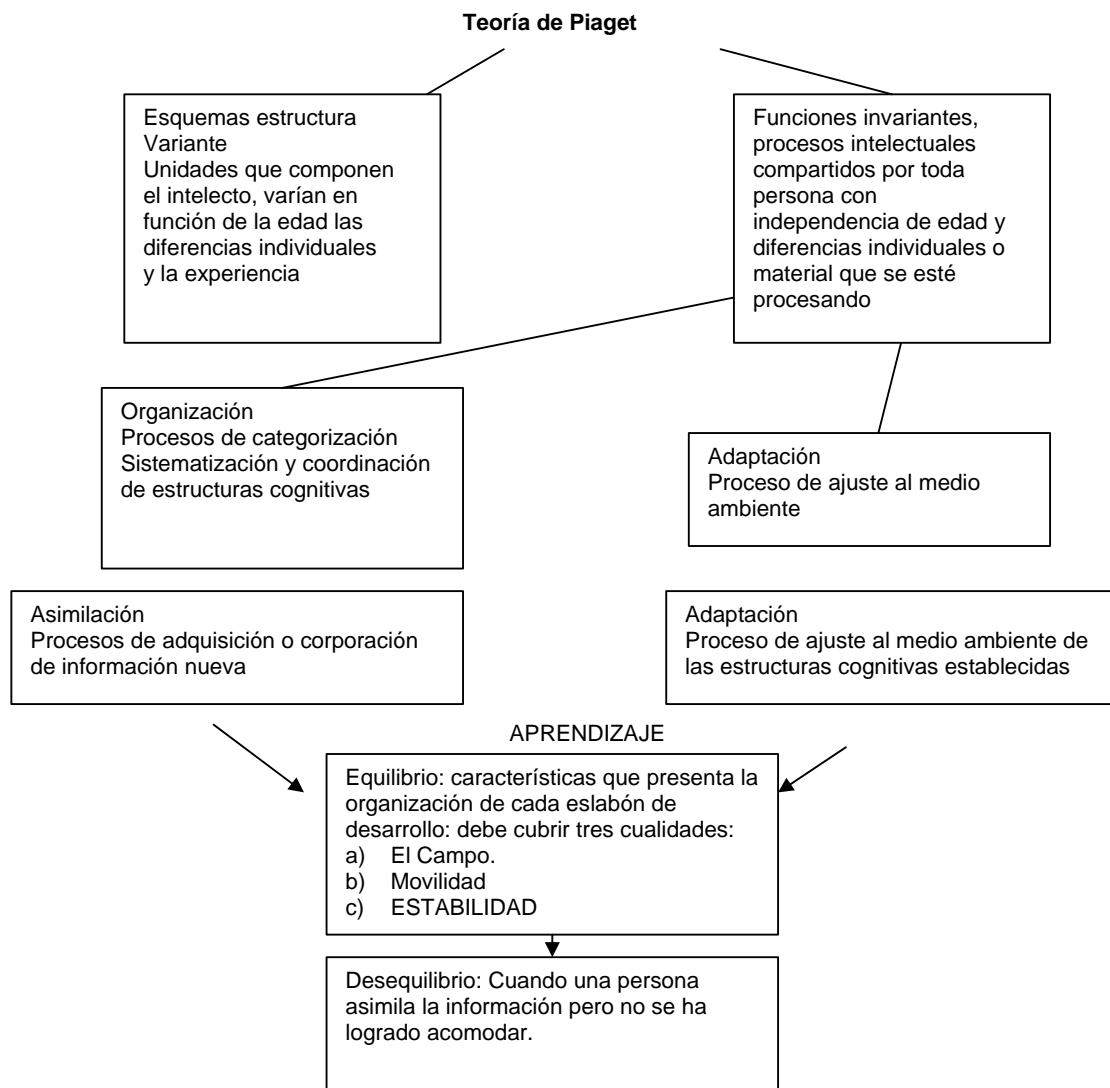 Teoría de Piaget
Esquemas estructura
Variante
Unidades que componen
el intelecto, varían en
función de la edad las
diferencias individuales
y la experiencia
Funciones invariantes,
procesos intelectuales
compartidos por toda
persona con
independencia de edad y
diferencias individuales o
material que se esté
procesando
Organización
Procesos de categorización
Sistematización y coordinación
de estructuras cognitivas
Adaptación
Proceso de ajuste al medio
ambiente
Asimilación
Procesos de adquisición o corporación
de información nueva
Adaptación
Proceso de ajuste al medio ambiente de
las estructuras cognitivas establecidas
APRENDIZAJE
Equilibrio: características que presenta la
organización de cada eslabón de
desarrollo: debe cubrir tres cualidades:
a) El Campo.
b) Movilidad
c) ESTABILIDAD
Desequilibrio: Cuando una persona
asimila la información pero no se ha
logrado acomodar.